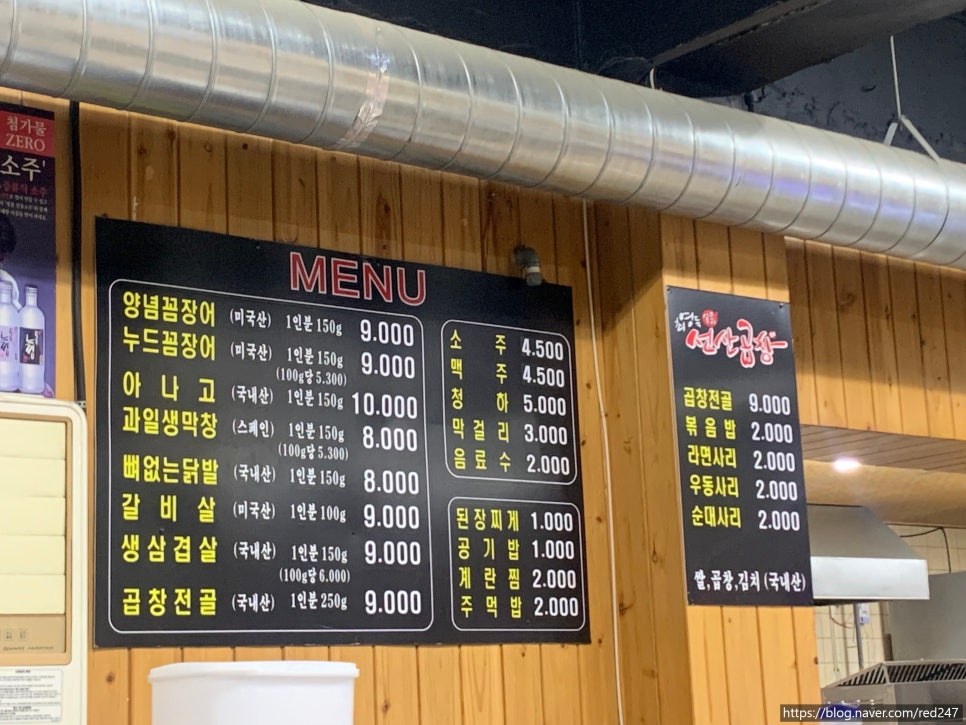 첨가물
ZERO
소주'
MENU
양념꼼장어 (미국산) 1인분 150g 9.000
누드꼼장어 (미국산) 1인분 150g 9.000
(100g당 5.300)
아나고 (국내산) 1인분 150g 10.000
과일생막창 (스페인) 1인분 150g 8.000
(100g당 5.300)
뼈없는닭발 (국내산) 1인분 150g 8.000
갈비살 (미국산) 1인분 100g 9.000
생삼겹살 (국내산) 1인분 150g 9.000
(100g당 6.000)
곱창전골 (국내산) 1인분 250g 9.000
소주 4.500
맥주 4.500
청하 5.000
막걸리 3.000
음료수 2.000
된장찌게 1.000
공기밥 1.000
계란찜 2.000
주먹밥 2.000
선산곱창
곱창전골 9.000
볶음밥 2.000
라면사리 2.000
우동사리 2.000
순대사리 2.000
쌀,곱창,김치 (국내산)
https://blog.naver.com/red247